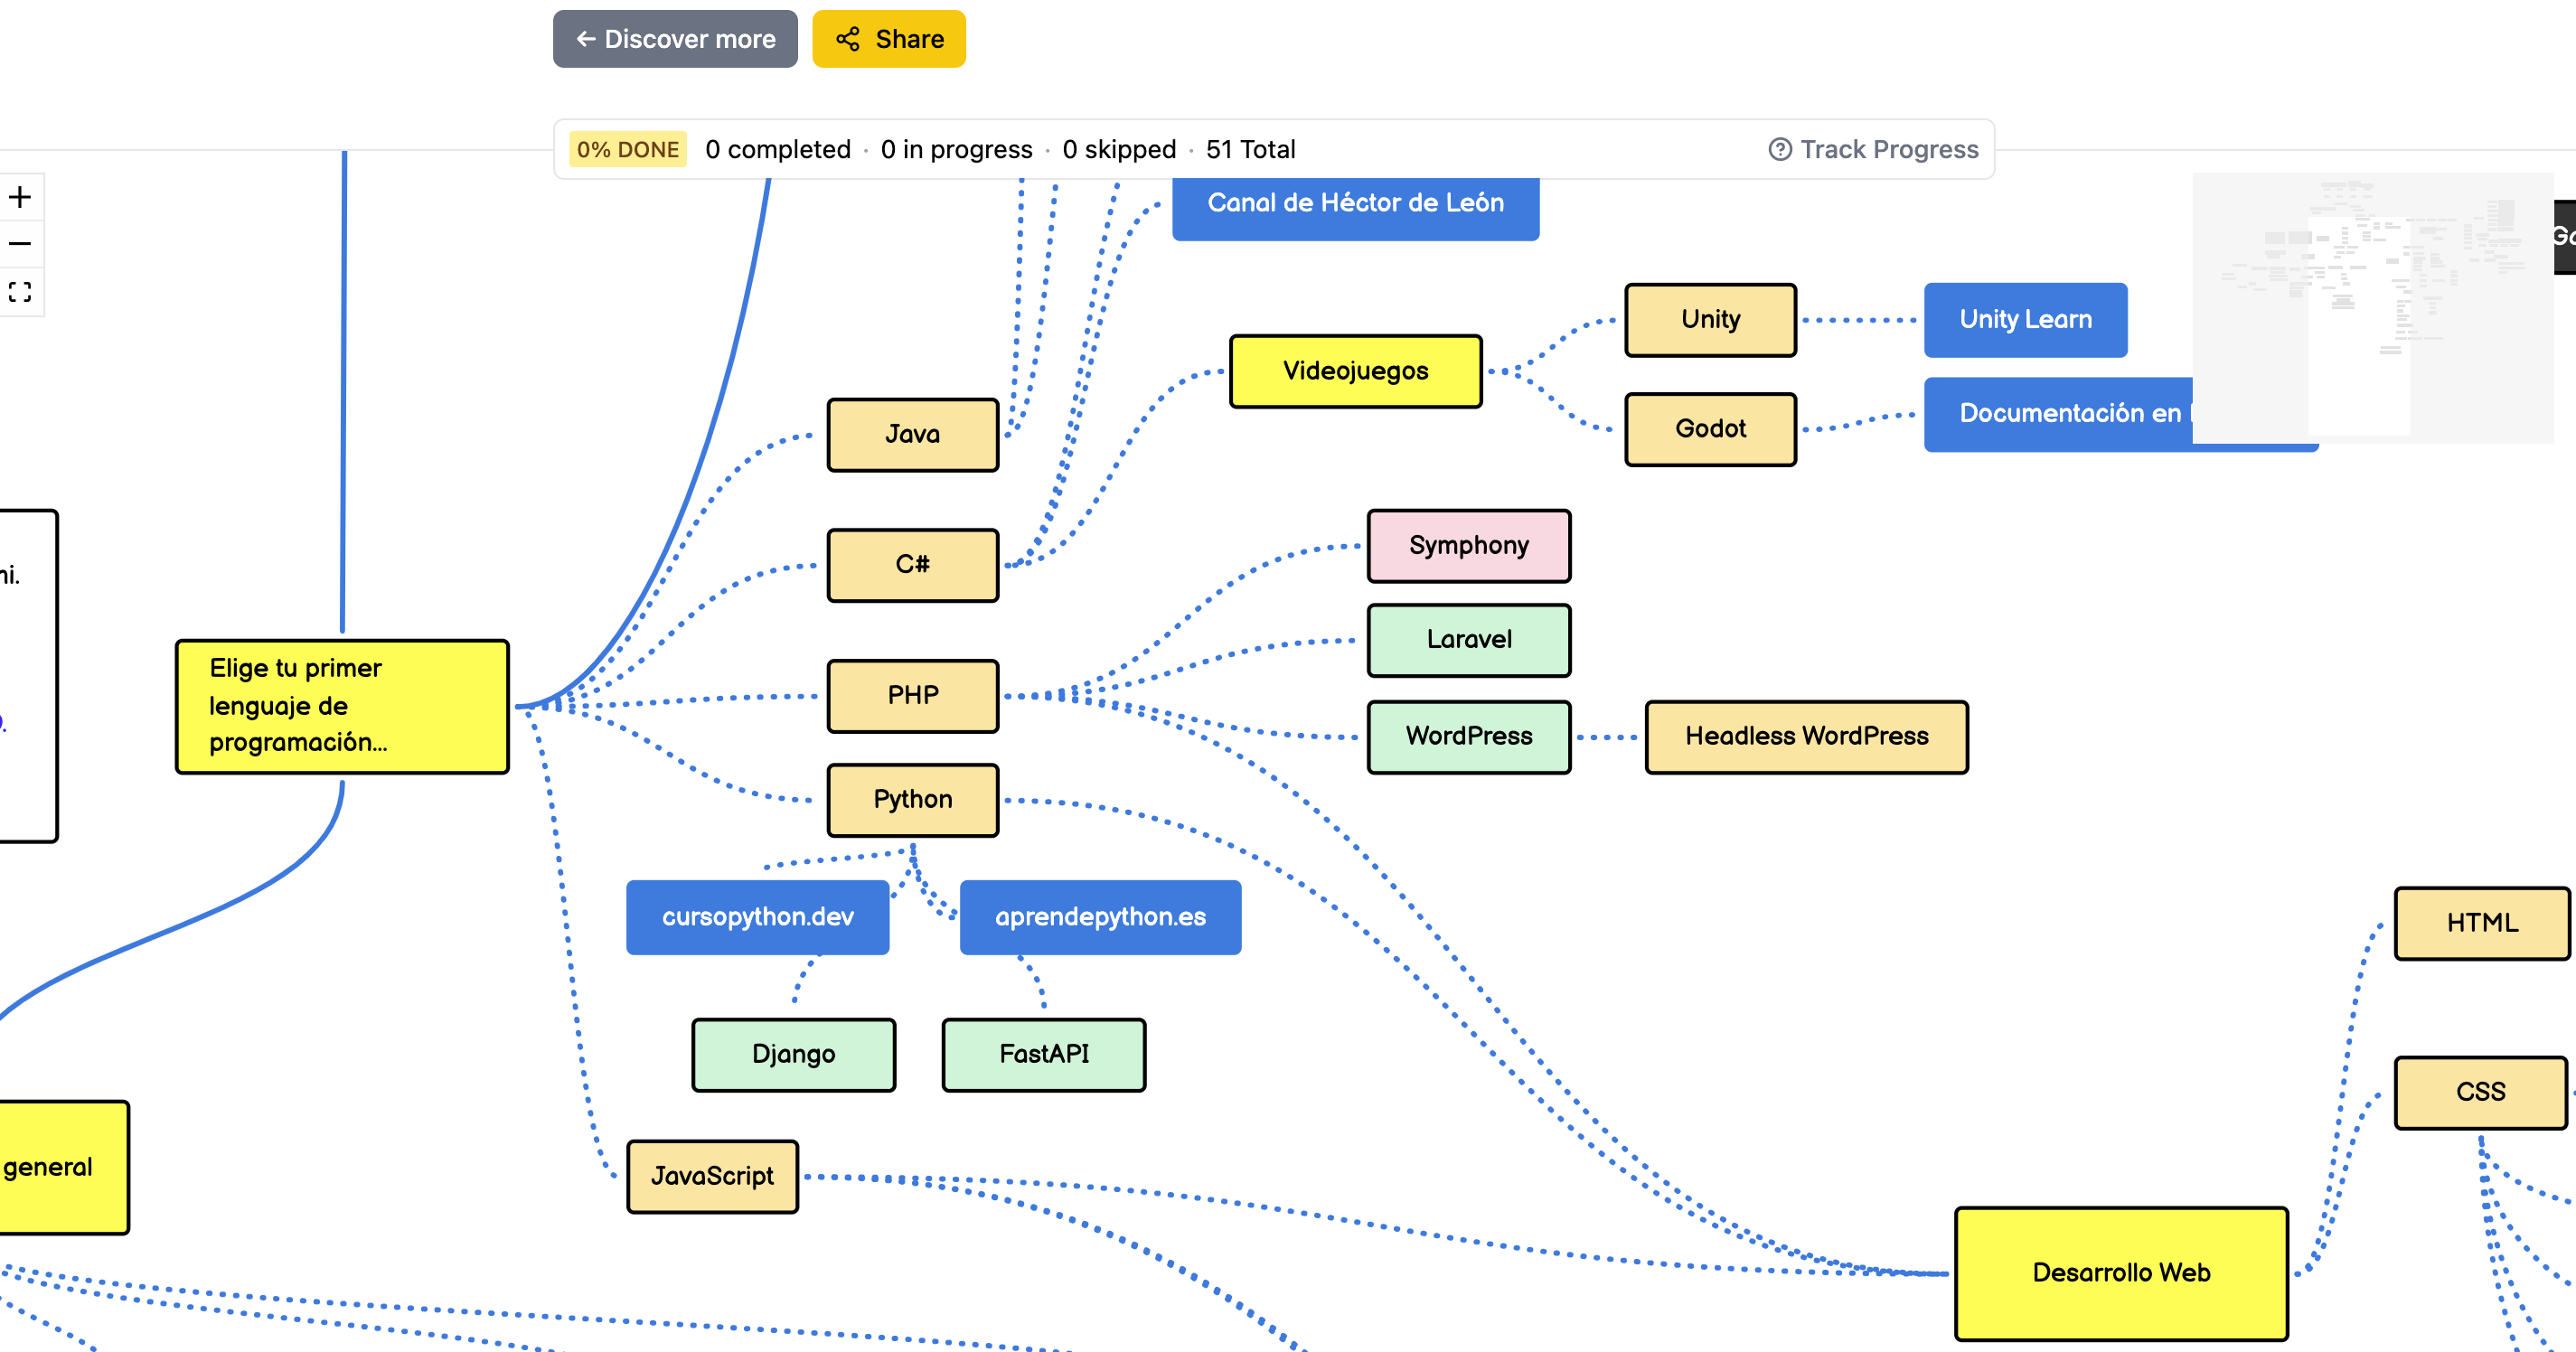 Discover more
Share
0% DONE 0 completed · 0 in progress · 0 skipped · 51 Total
Track Progress
Canal de Héctor de León
Unity
Unity Learn
Videojuegos
Godot
Documentación en
Java
C#
Symphony
Laravel
PHP
WordPress
Headless WordPress
Elige tu primer
lenguaje de
programación...
Python
cursopython.dev
aprendepython.es
HTML
Django
FastAPI
CSS
general
JavaScript
Desarrollo Web